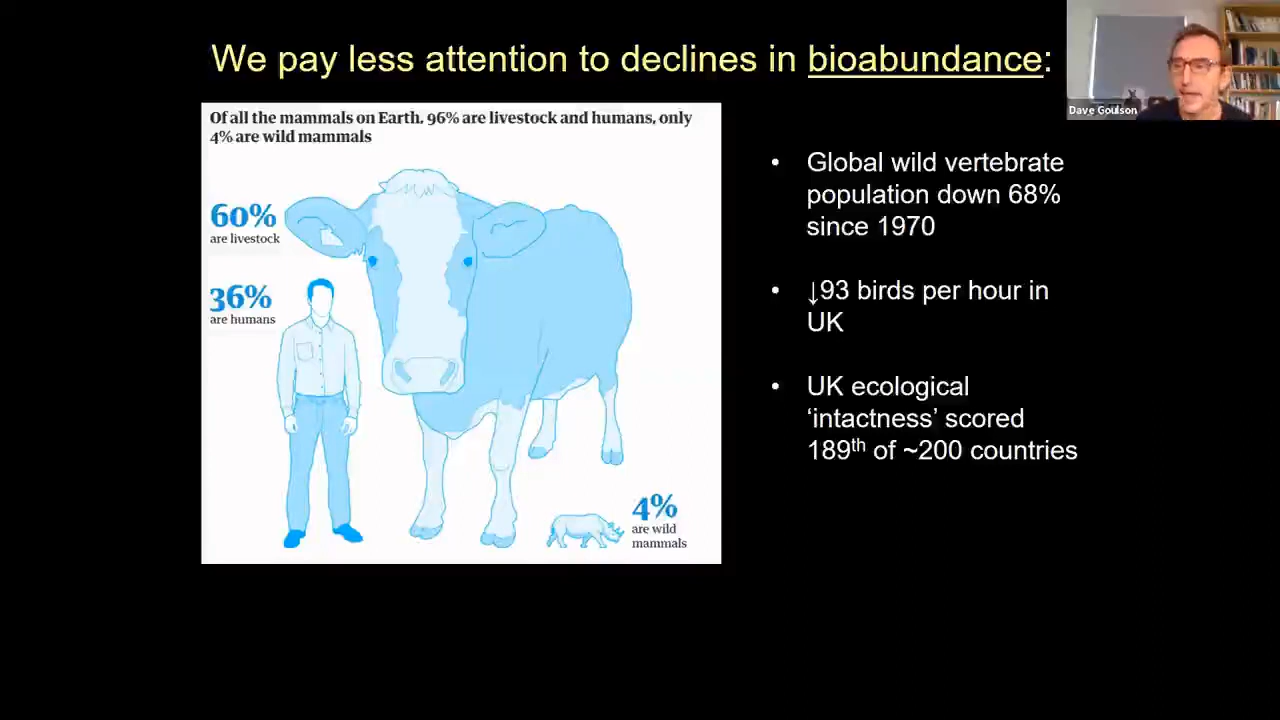 We pay less attention to declines in bioabundance:
Dave Goulson
Of all the mammals on Earth, 96% are livestock and humans, only
4% are wild mammals
60%
are livestock
36%
are humans
4%
are wild
mammals
• Global wild vertebrate
population down 68%
since 1970
• ↓93 birds per hour in
UK
• UK ecological
‘intactness’ scored
189th of ~200 countries